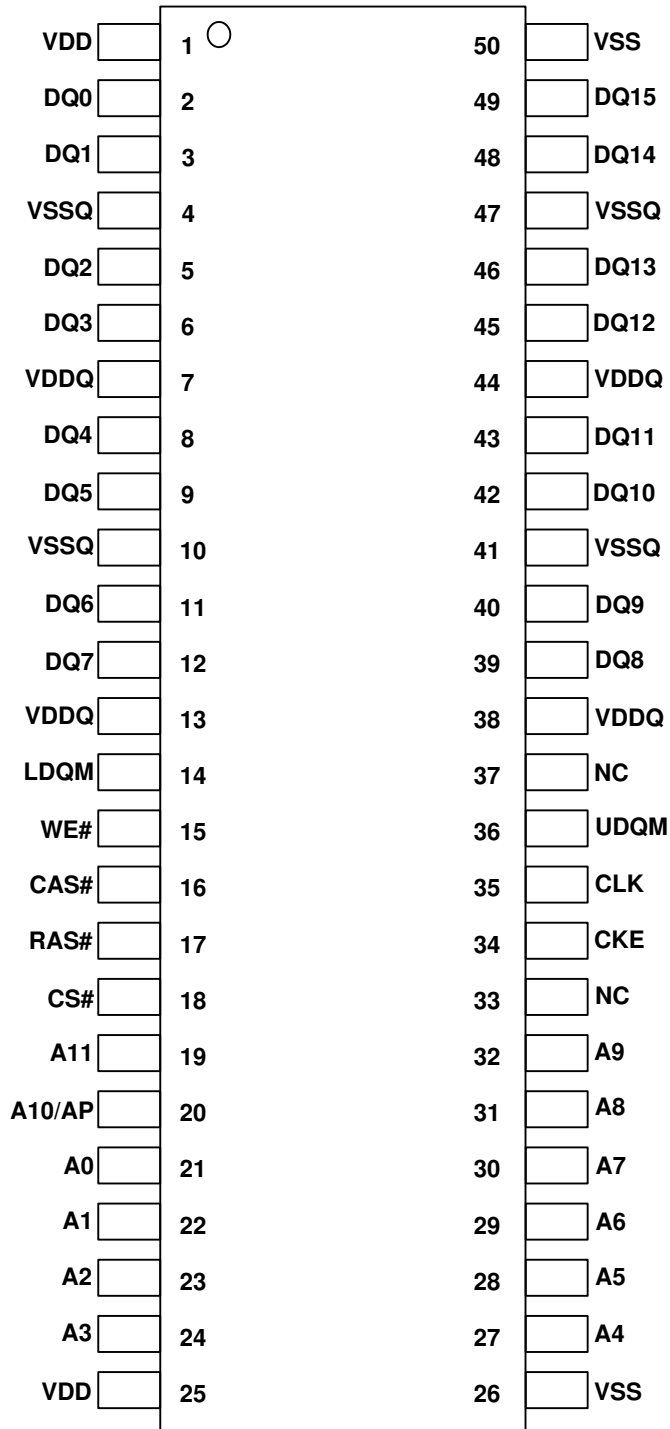 VDD 1 50 VSS
DQ0 2 49 DQ15
DQ1 3 48 DQ14
VSSQ 4 47 VSSQ
DQ2 5 46 DQ13
DQ3 6 45 DQ12
VDDQ 7 44 VDDQ
DQ4 8 43 DQ11
DQ5 9 42 DQ10
VSSQ 10 41 VSSQ
DQ6 11 40 DQ9
DQ7 12 39 DQ8
VDDQ 13 38 VDDQ
LDQM 14 37 NC
WE# 15 36 UDQM
CAS# 16 35 CLK
RAS# 17 34 CKE
CS# 18 33 NC
A11 19 32 A9
A10/AP 20 31 A8
A0 21 30 A7
A1 22 29 A6
A2 23 28 A5
A3 24 27 A4
VDD 25 26 VSS